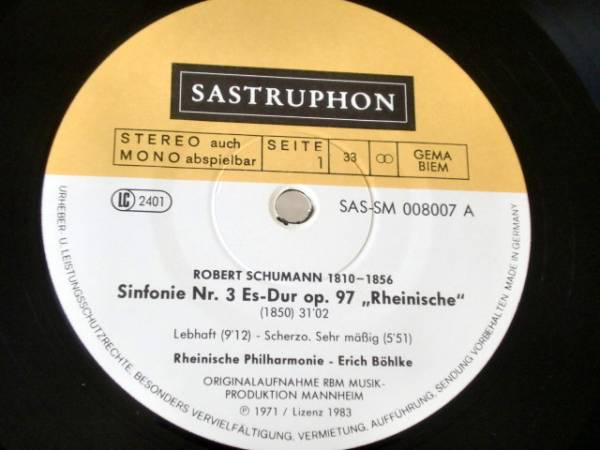 SASTRUPHON
STEREO auch
MONO abspielbar
SEITE
1
33
GEMA
BIEM
LC 2401
SAS-SM 008007 A
ROBERT SCHUMANN 1810–1856
Sinfonie Nr. 3 Es-Dur op. 97 „Rheinische“
(1850) 31'02
Lebhaft (9'12) - Scherzo. Sehr mäßig (5'51)
Rheinische Philharmonie - Erich Böhlke
ORIGINALAUFNAHME RBM MUSIK-
PRODUKTION MANNHEIM
℗ 1971 / Lizenz 1983
URHEBER- U. LEISTUNGSSCHUTZRECHTE, BESONDERS VERVIELFÄLTIGUNG, VERMIETUNG, AUFFÜHRUNG, SENDUNG VORBEHALTEN. MADE IN GERMANY